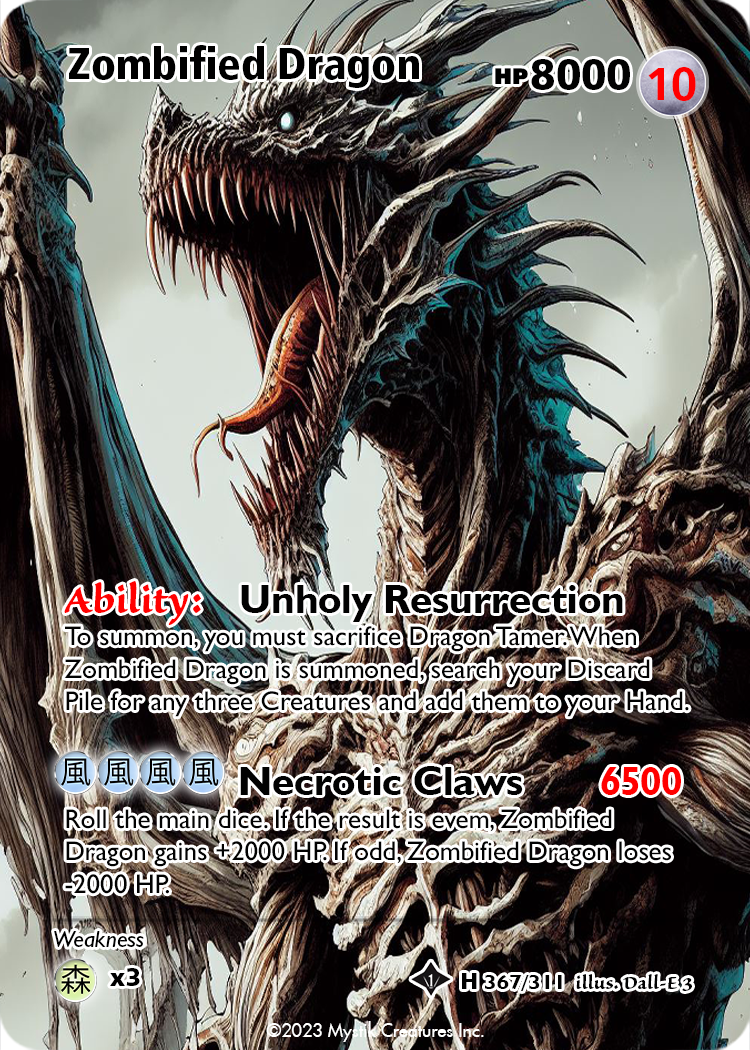 Zombified Dragon HP8000 10
Ability: Unholy Resurrection
To summon, you must sacrifice Dragon Tamer. When
Zombified Dragon is summoned, search your Discard
Pile for any three Creatures and add them to your Hand.
風 風 風 風 Necrotic Claws 6500
Roll the main dice. If the result is evem, Zombified
Dragon gains +2000 HP. If odd, Zombified Dragon loses
-2000 HP.
Weakness
森 x3 1 H 367/311 illus. Dall-E 3
©2023 Mystik Creatures Inc.